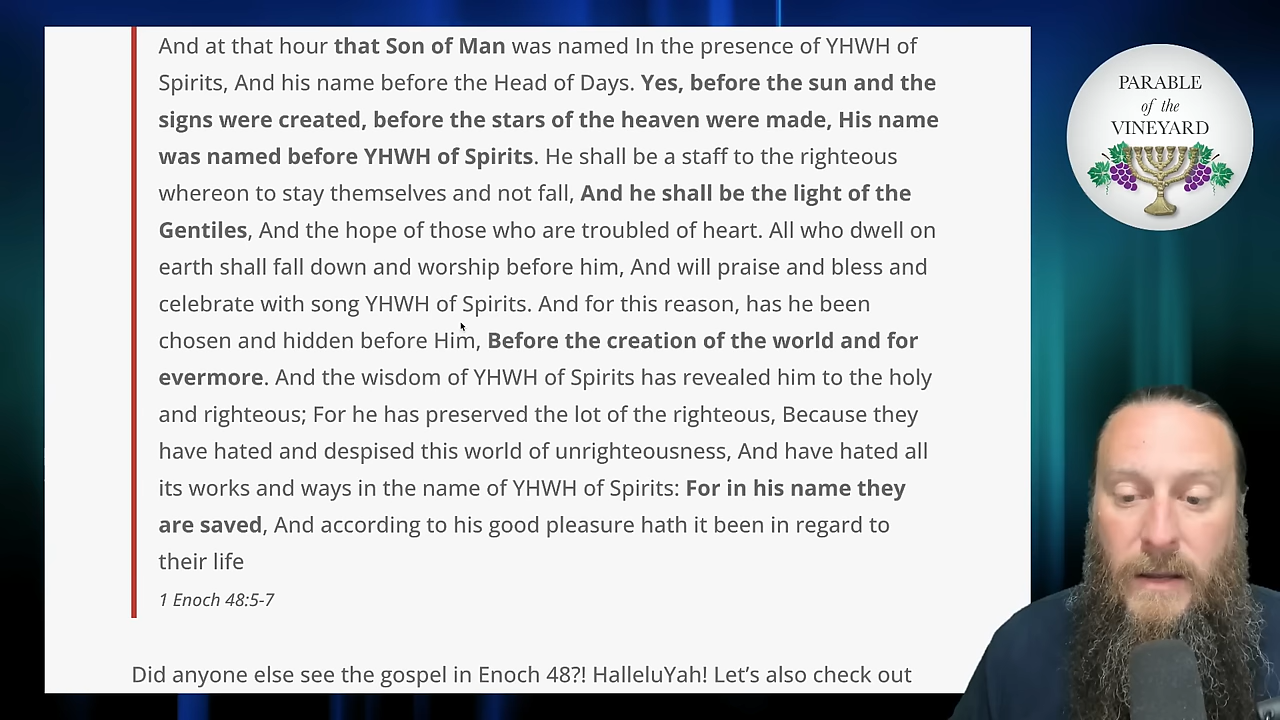 And at that hour that Son of Man was named In the presence of YHWH of
Spirits, And his name before the Head of Days. Yes, before the sun and the
signs were created, before the stars of the heaven were made, His name
was named before YHWH of Spirits. He shall be a staff to the righteous
whereon to stay themselves and not fall, And he shall be the light of the
Gentiles, And the hope of those who are troubled of heart. All who dwell on
earth shall fall down and worship before him, And will praise and bless and
celebrate with song YHWH of Spirits. And for this reason, has he been
chosen and hidden before Him, Before the creation of the world and for
evermore. And the wisdom of YHWH of Spirits has revealed him to the holy
and righteous; For he has preserved the lot of the righteous, Because they
have hated and despised this world of unrighteousness, And have hated all
its works and ways in the name of YHWH of Spirits: For in his name they
are saved, And according to his good pleasure hath it been in regard to
their life
1 Enoch 48:5-7
Did anyone else see the gospel in Enoch 48?! HalleluYah! Let’s also check out
PARABLE
of the
VINEYARD